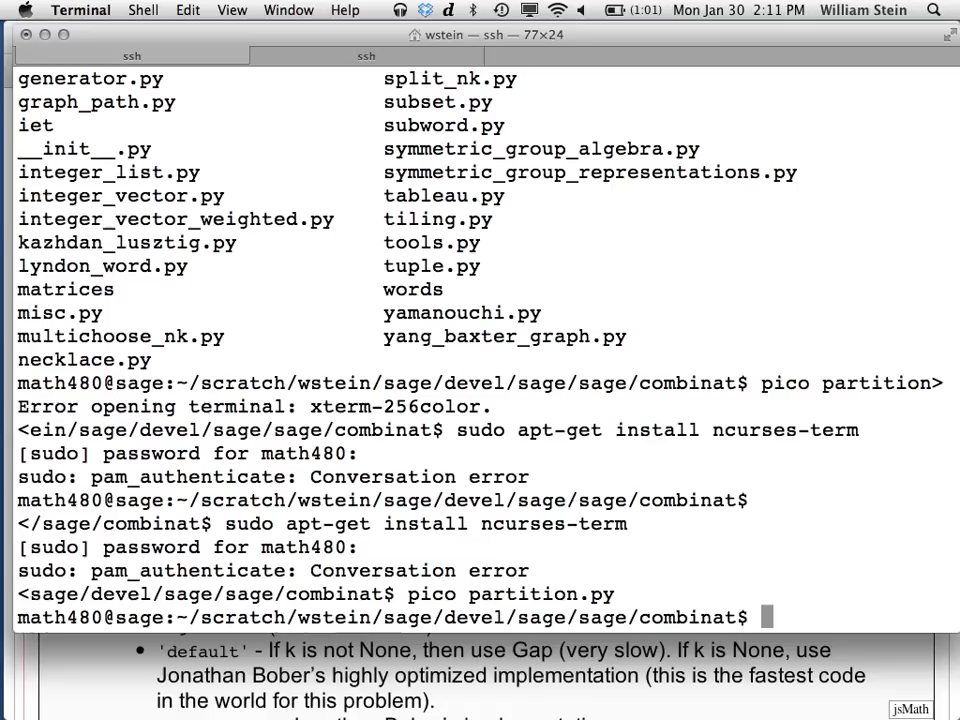 Terminal Shell Edit View Window Help (1:01) Mon Jan 30 2:11 PM William Stein
wstein — ssh — 77×24
ssh ssh
generator.py split_nk.py
graph_path.py subset.py
iet subword.py
__init__.py symmetric_group_algebra.py
integer_list.py symmetric_group_representations.py
integer_vector.py tableau.py
integer_vector_weighted.py tiling.py
kazhdan_lusztig.py tools.py
lyndon_word.py tuple.py
matrices words
misc.py yamanouchi.py
multichoose_nk.py yang_baxter_graph.py
necklace.py
math480@sage:~/scratch/wstein/sage/devel/sage/sage/combinat$ pico partition>
Error opening terminal: xterm-256color.
<ein/sage/devel/sage/sage/combinat$ sudo apt-get install ncurses-term
[sudo] password for math480:
sudo: pam_authenticate: Conversation error
math480@sage:~/scratch/wstein/sage/devel/sage/sage/combinat$
</sage/combinat$ sudo apt-get install ncurses-term
[sudo] password for math480:
sudo: pam_authenticate: Conversation error
<sage/devel/sage/sage/combinat$ pico partition.py
math480@sage:~/scratch/wstein/sage/devel/sage/sage/combinat$
'default' - If k is not None, then use Gap (very slow). If k is None, use
Jonathan Bober's highly optimized implementation (this is the fastest code
in the world for this problem).
jsMath